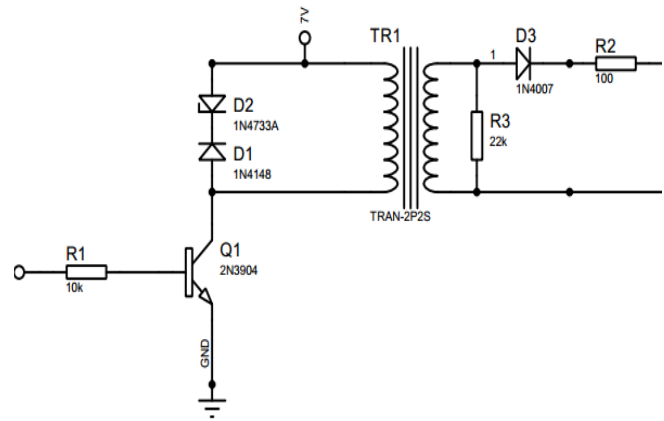 7V
TR1
D3
R2
1
1N4007
100
D2
1N4733A
R3
22k
D1
1N4148
TRAN-2P2S
R1
10k
Q1
2N3904
GND